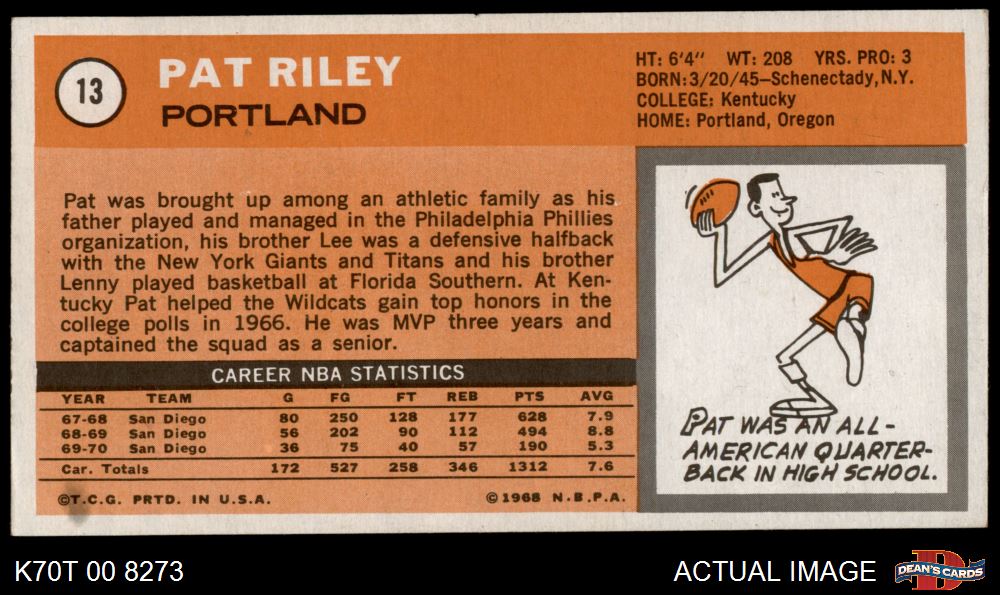 13
PAT RILEY
PORTLAND
HT: 6'4" WT: 208 YRS. PRO: 3
BORN: 3/20/45—Schenectady, N.Y.
COLLEGE: Kentucky
HOME: Portland, Oregon
Pat was brought up among an athletic family as his
father played and managed in the Philadelphia Phillies
organization, his brother Lee was a defensive halfback
with the New York Giants and Titans and his brother
Lenny played basketball at Florida Southern. At Ken-
tucky Pat helped the Wildcats gain top honors in the
college polls in 1966. He was MVP three years and
captained the squad as a senior.
CAREER NBA STATISTICS
YEAR TEAM G FG FT REB PTS AVG
67-68 San Diego 80 250 128 177 628 7.9
68-69 San Diego 56 202 90 112 494 8.8
69-70 San Diego 36 75 40 57 190 5.3
Car. Totals 172 527 258 346 1312 7.6
©T.C.G. PRTD. IN U.S.A. ©1968 N.B.P.A.
PAT WAS AN ALL-
AMERICAN QUARTER-
BACK IN HIGH SCHOOL.
K70T 00 8273
ACTUAL IMAGE
DEAN'S CARDS